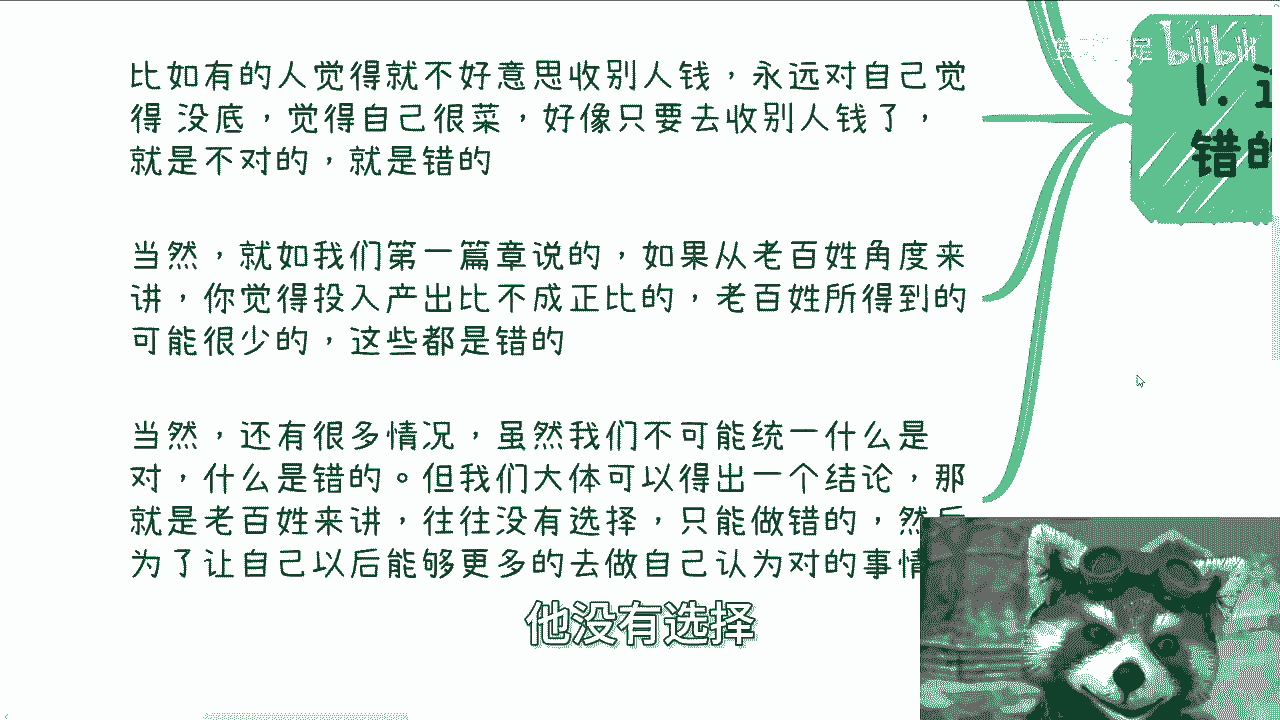 比如有的人觉得就不好意思收别人钱，永远对自己觉
得 没底，觉得自己很菜，好像只要去收别人钱了，
就是不对的，就是错的
当然，就如我们第一篇章说的，如果从老百姓角度来
讲，你觉得投入产出比不成正比的，老百姓所得到的
可能很少的，这些都是错的
当然，还有很多情况，虽然我们不可能统一什么是
对，什么是错的。但我们大体可以得出一个结论，那
就是老百姓来讲，往往没有选择，只能做错的，然后
为了让自己以后能够更多的去做自己认为对的事情
他没有选择
bilibili
1.
错的